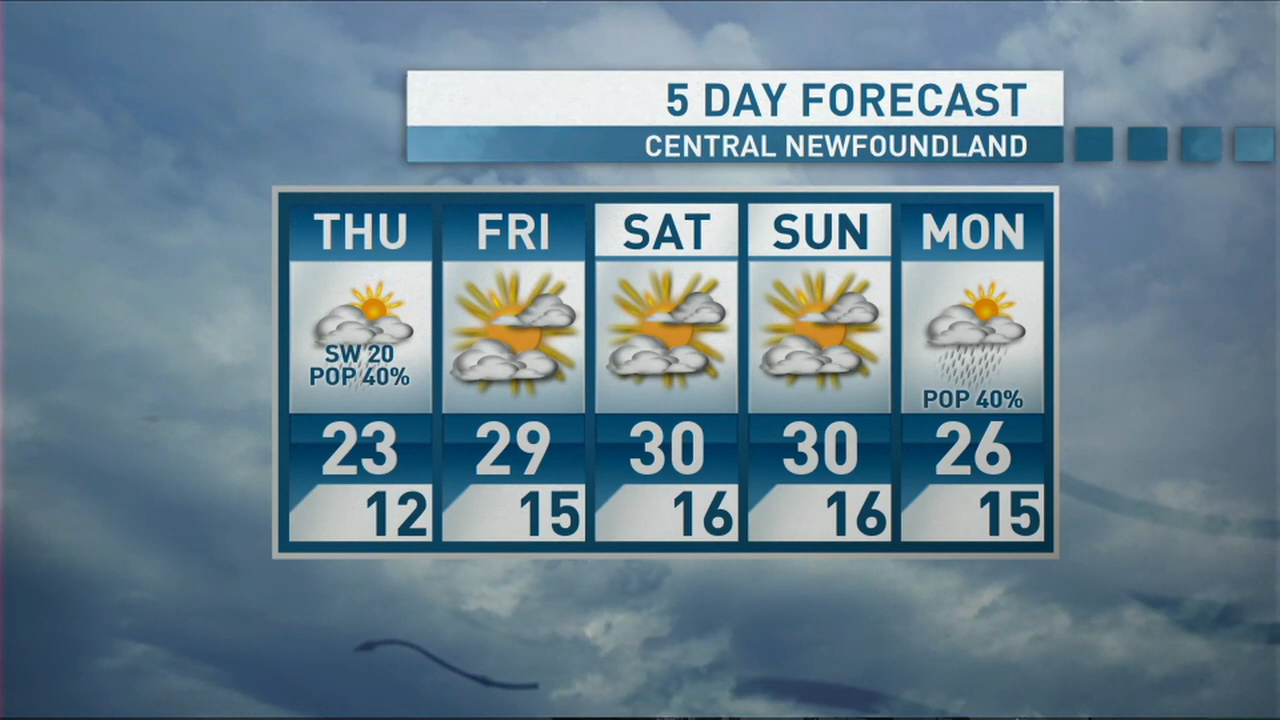 5 DAY FORECAST
CENTRAL NEWFOUNDLAND
THU FRI SAT SUN MON
SW 20
POP 40%
POP 40%
23 29 30 30 26
12 15 16 16 15